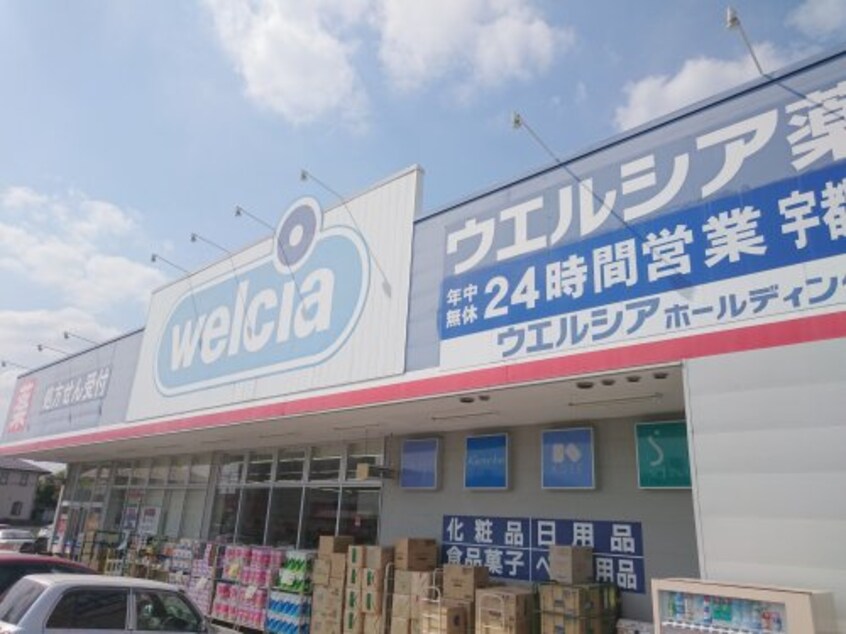 薬
処方せん受付
welcia
ウエルシア薬
年中
無休
24時間営業 宇都
ウエルシア ホールディング
化粧品 日用品
食品菓子 ペ 用品